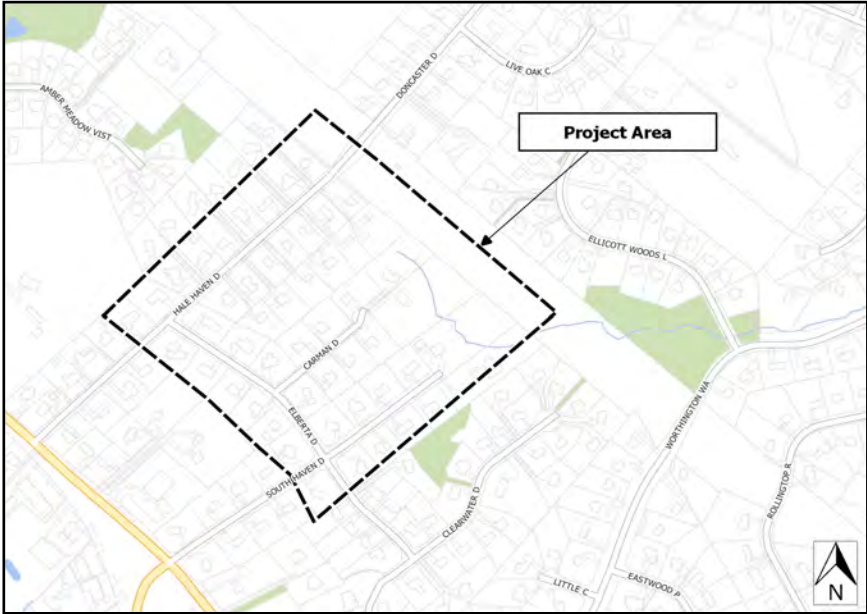 DONCASTER D
LIVE OAK C
AMBER MEADOW VIST
Project Area
ELLICOTT WOODS L
HALE HAVEN D
CARMAN D
ELBERTA D
WORTHINGTON WA
SOUTH HAVEN D
CLEARWATER D
ROLLINGTOP R
LITTLE C
EASTWOOD P
N